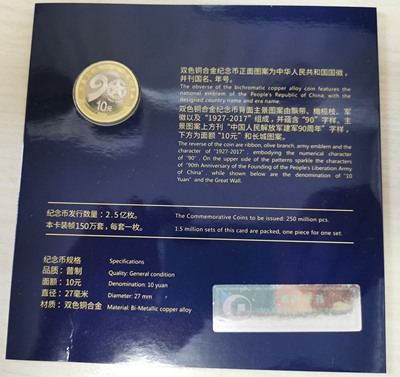 双色铜合金纪念币正面图案为中华人民共和国国徽，
并刊国名、年号。
The obverse of the bichromatic copper alloy coin features the
national emblem of the People's Republic of China, with the
designed country name and era name.
双色铜合金纪念币背面主景图案由飘带、橄榄枝、军
徽以及“1927-2017”组成，并蕴含“90”字样，主
景图案上方刊“中国人民解放军建军90周年”字样，
下方为面额“10元”和长城图案。
The reverse of the coin are ribbon, olive branch, army emblem and the
character of "1927-2017", embodying the numerical character
of "90". On the upper side of the patterns sparkle the characters
of "90th Anniversary of the Founding of the People's Liberation Army
of China", while shown below are the denomination of "10
Yuan" and the Great Wall.
10元
纪念币发行数量：2.5亿枚。
The Commemorative Coins to be issued: 250 million pcs.
本卡装帧150万套，每套一枚。
1.5 million sets of this card are packed, one piece for one set.
纪念币规格
Specifications
品质：普制
Quality: General condition
面额：10元
Denomination: 10 yuan
直径：27毫米
Diameter: 27 mm
材质：双色铜合金
Material: Bi-Metallic copper alloy